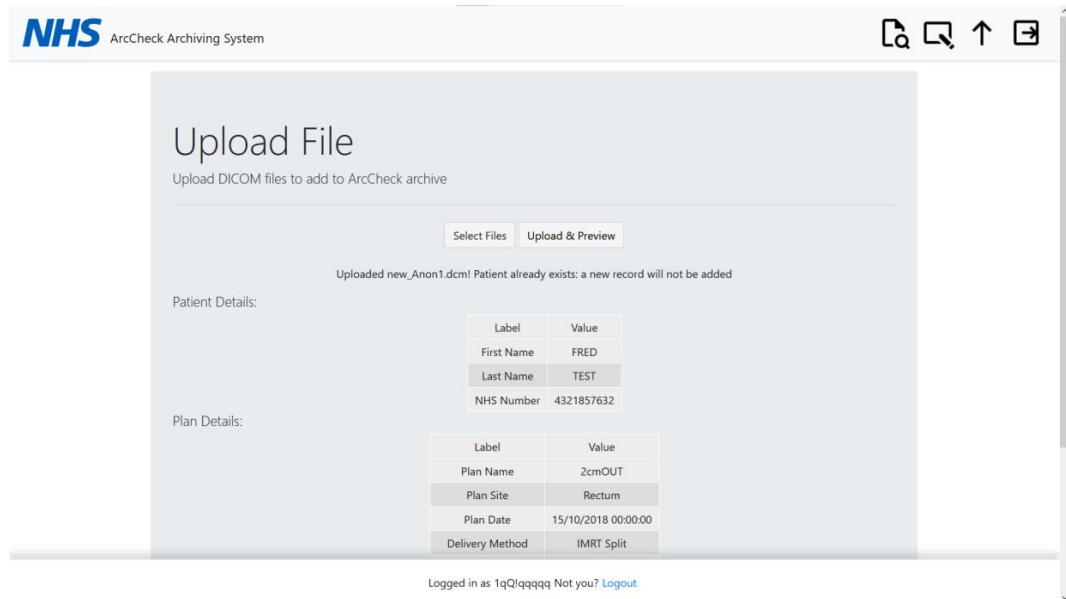 NHS ArcCheck Archiving System
Upload File
Upload DICOM files to add to ArcCheck archive
Select Files Upload & Preview
Uploaded new_Anon1.dcm! Patient already exists: a new record will not be added
Patient Details:
Label Value
First Name FRED
Last Name TEST
NHS Number 4321857632
Plan Details:
Label Value
Plan Name 2cmOUT
Plan Site Rectum
Plan Date 15/10/2018 00:00:00
Delivery Method IMRT Split
Logged in as 1qQ!qqqqq Not you? Logout